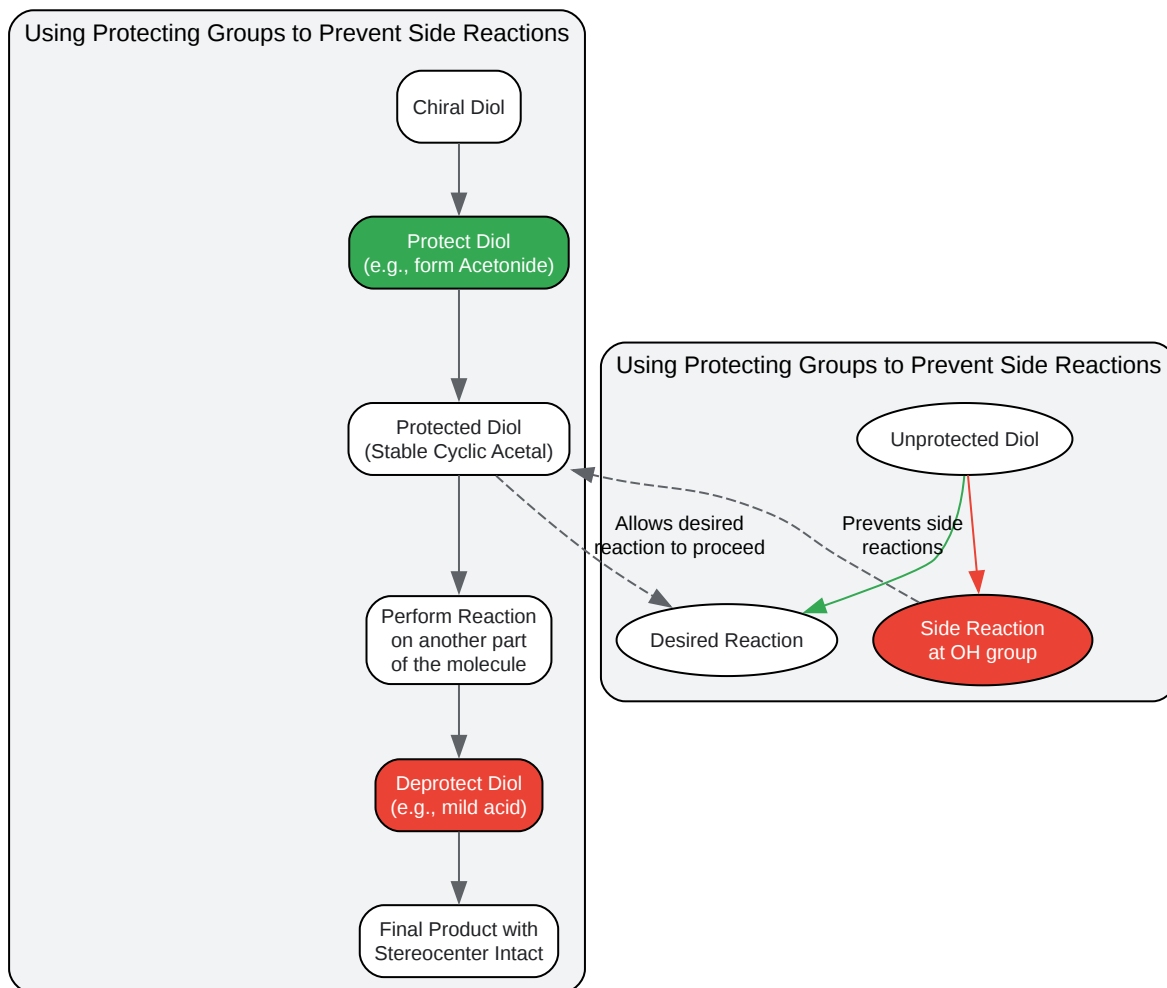 Using Protecting Groups to Prevent Side Reactions
Chiral Diol
Protect Diol
(e.g., form Acetonide)
Protected Diol
(Stable Cyclic Acetal)
Perform Reaction
on another part
of the molecule
Deprotect Diol
(e.g., mild acid)
Final Product with
Stereocenter Intact
Using Protecting Groups to Prevent Side Reactions
Unprotected Diol
Allows desired
reaction to proceed
Prevents side
reactions
Desired Reaction
Side Reaction
at OH group